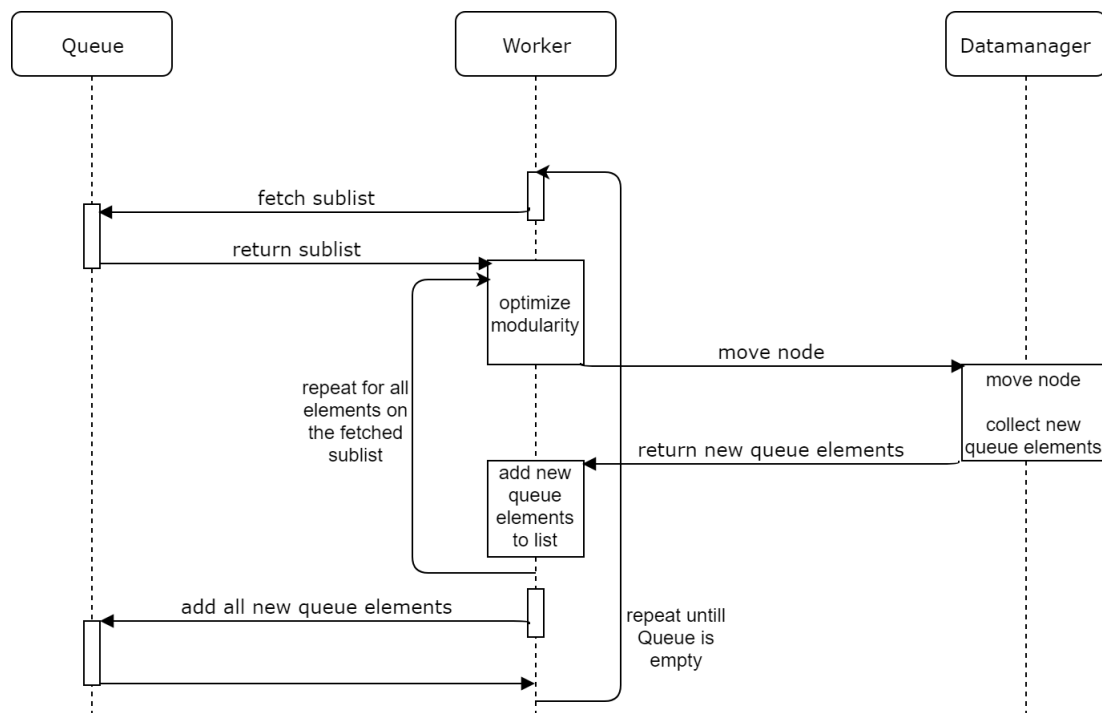 Queue
Worker
Datamanager
fetch sublist
return sublist
optimize
modularity
move node
move node
collect new
queue elements
repeat for all
elements on
the fetched
sublist
return new queue elements
add new
queue
elements
to list
add all new queue elements
repeat untill
Queue is
empty